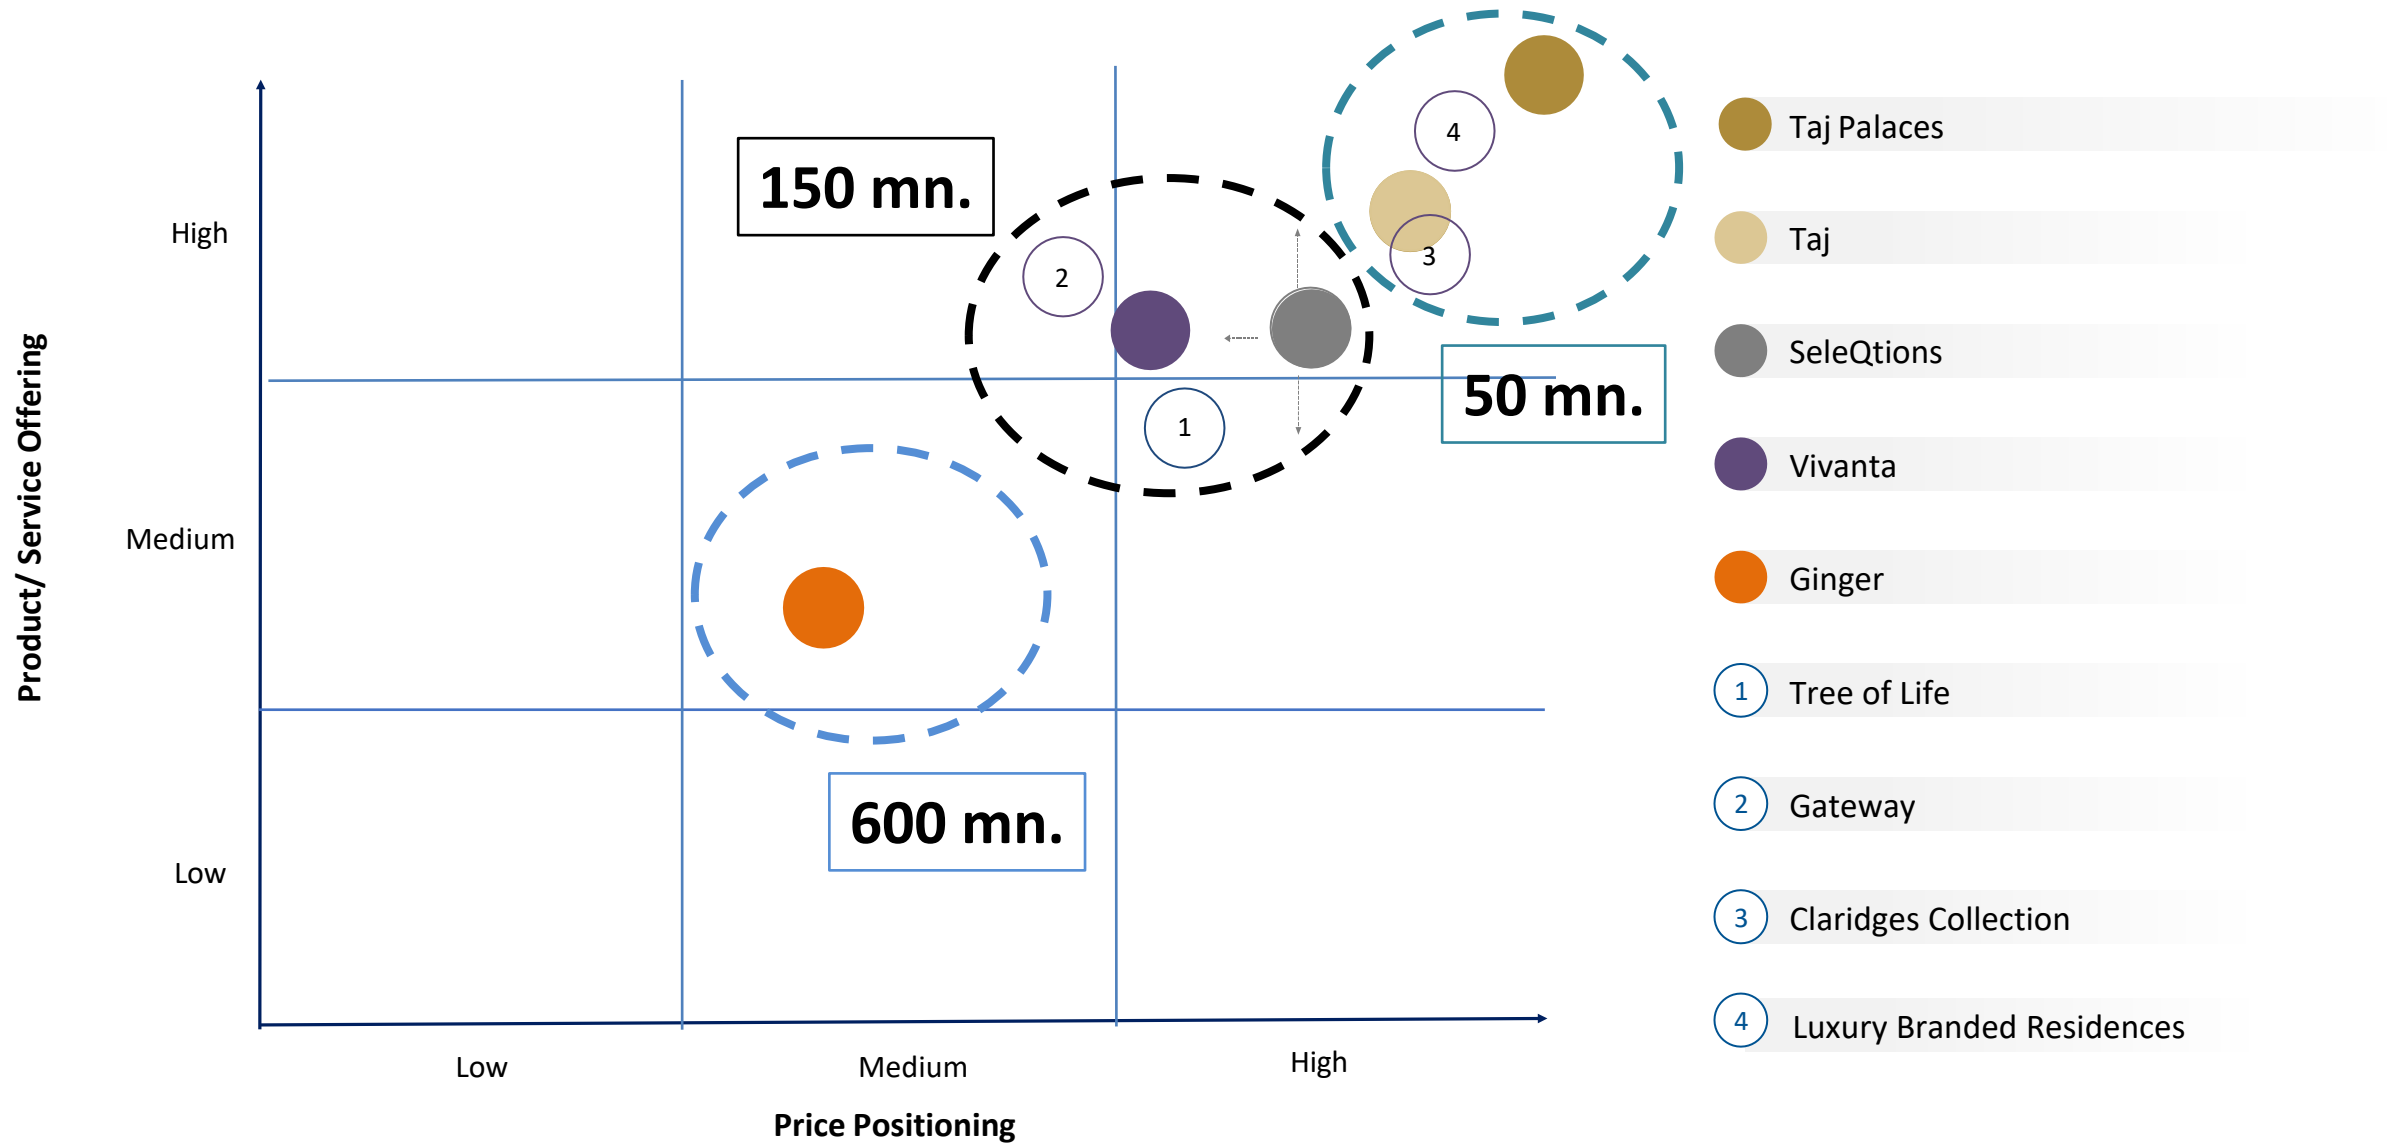 Product/ Service Offering
High
Medium
Low
150 mn.
50 mn.
600 mn.
4
3
2
1
Low
Medium
High
Price Positioning
Taj Palaces
Taj
SeleQtions
Vivanta
Ginger
1 Tree of Life
2 Gateway
3 Claridges Collection
4 Luxury Branded Residences